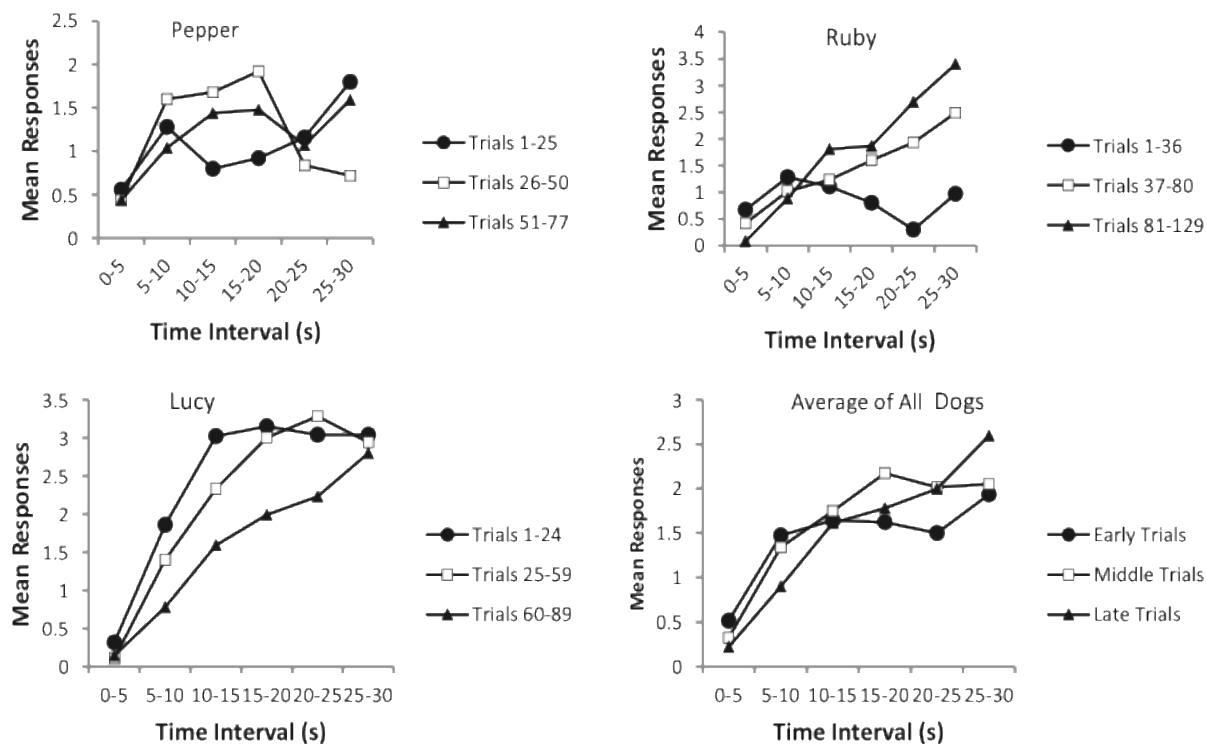 Pepper
Mean Responses
2.5
2
1.5
1
0.5
0
0-5
5-10
10-15
15-20
20-25
25-30
Time Interval (s)
Trials 1-25
Trials 26-50
Trials 51-77
Ruby
Mean Responses
4
3.5
3
2.5
2
1.5
1
0.5
0
0-5
5-10
10-15
15-20
20-25
25-30
Time Interval (s)
Trials 1-36
Trials 37-80
Trials 81-129
Lucy
Mean Responses
3.5
3
2.5
2
1.5
1
0.5
0
0-5 5-10 10-15 15-20 20-25 25-30
Time Interval (s)
Trials 1-24
Trials 25-59
Trials 60-89
Average of All Dogs
Mean Responses
3
2.5
2
1.5
1
0.5
0
0-5 5-10 10-15 15-20 20-25 25-30
Time Interval (s)
Early Trials
Middle Trials
Late Trials